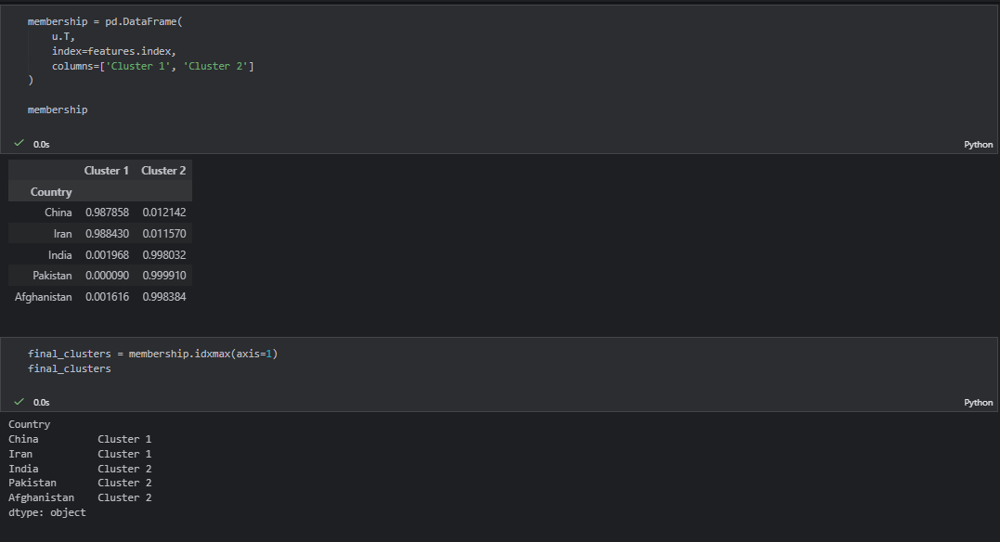 membership = pd.DataFrame(
    u.T,
    index=features.index,
    columns=['Cluster 1', 'Cluster 2']
)
membership
0.0s
Python
Cluster 1 Cluster 2
Country
China 0.987858 0.012142
Iran 0.988430 0.011570
India 0.001968 0.998032
Pakistan 0.000090 0.999910
Afghanistan 0.001616 0.998384
final_clusters = membership.idxmax(axis=1)
final_clusters
0.0s
Python
Country
China Cluster 1
Iran Cluster 1
India Cluster 2
Pakistan Cluster 2
Afghanistan Cluster 2
dtype: object